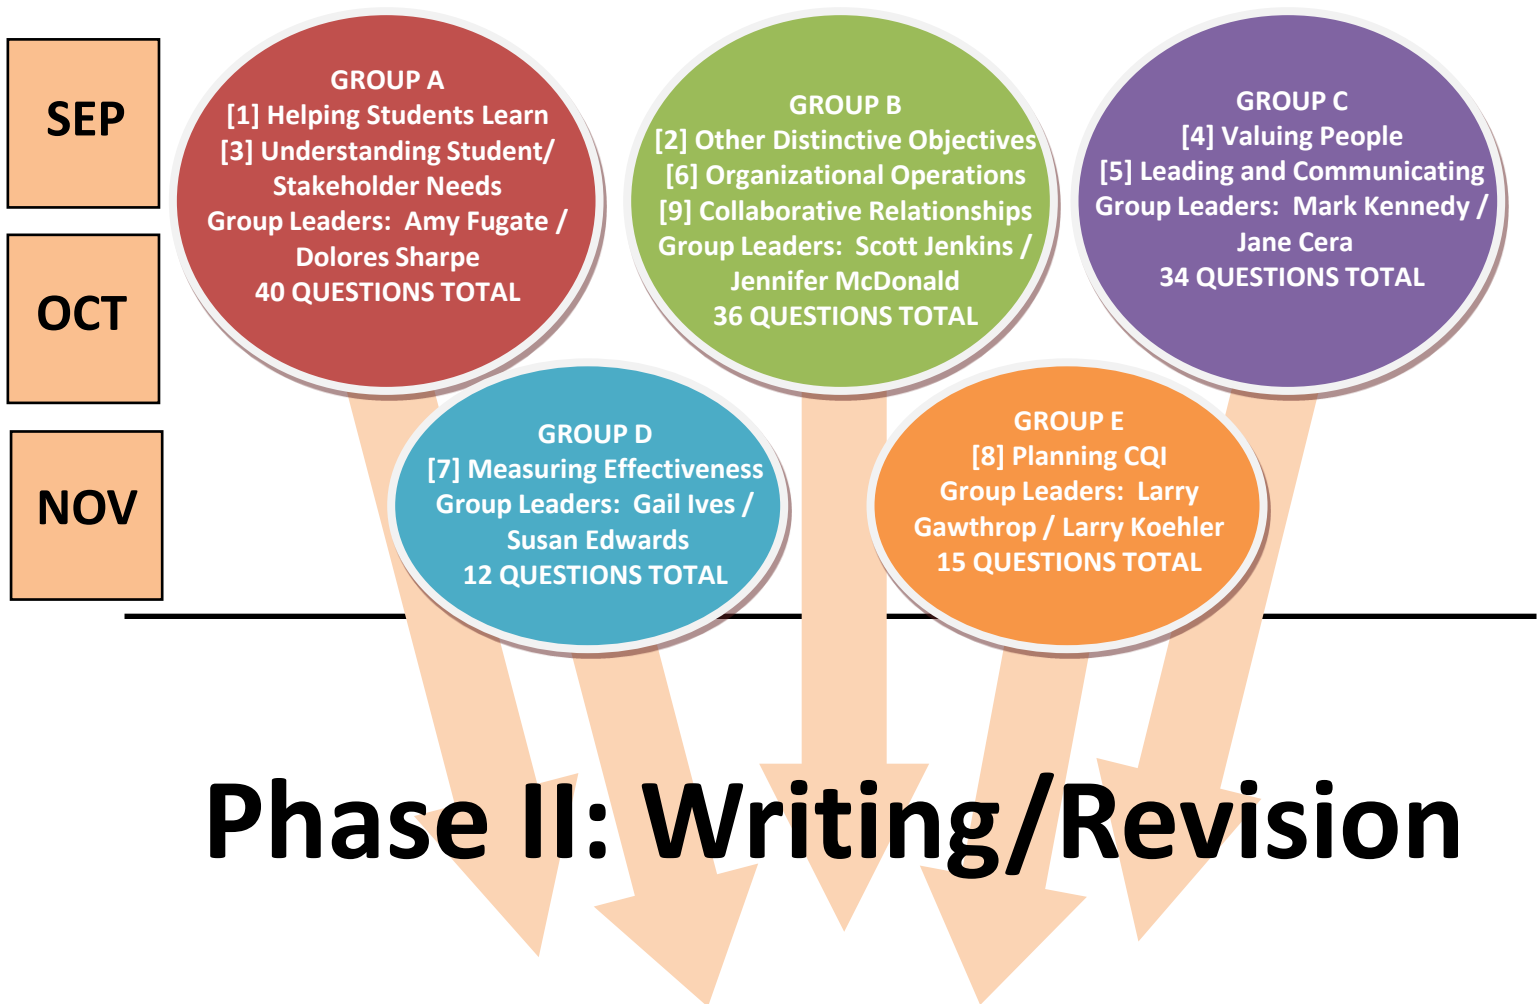 SEP
OCT
NOV
GROUP A
[1] Helping Students Learn
[3] Understanding Student/
Stakeholder Needs
Group Leaders:  Amy Fugate /
Dolores Sharpe
40 QUESTIONS TOTAL
GROUP B
[2] Other Distinctive Objectives
[6] Organizational Operations
[9] Collaborative Relationships
Group Leaders:  Scott Jenkins /
Jennifer McDonald
36 QUESTIONS TOTAL
GROUP C
[4] Valuing People
[5] Leading and Communicating
Group Leaders:  Mark Kennedy /
Jane Cera
34 QUESTIONS TOTAL
GROUP D
[7] Measuring Effectiveness
Group Leaders:  Gail Ives /
Susan Edwards
12 QUESTIONS TOTAL
GROUP E
[8] Planning CQI
Group Leaders:  Larry
Gawthrop / Larry Koehler
15 QUESTIONS TOTAL
Phase II: Writing/Revision